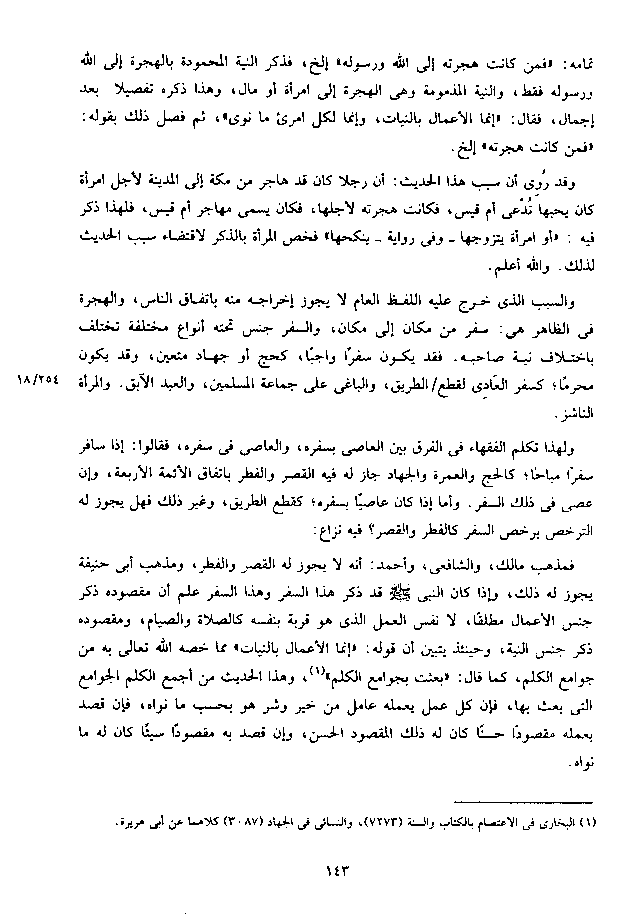 تمامه: «فمن كانت هجرته إلى الله ورسوله» إلخ، فذكر النية المحمودة بالهجرة إلى الله
ورسوله فقط، والنية المذمومة وهى الهجرة إلى امرأة أو مال، وهذا ذكره تفصيلا بعد
إجمال، فقال: «إنما الأعمال بالنيات، وإنما لكل امرئ ما نوى»، ثم فصل ذلك بقوله:
«فمن كانت هجرته» إلخ.
وقد رُوِى أن سبب هذا الحديث: أن رجلا كان قد هاجر من مكة إلى المدينة لأجل امرأة
كان يحبها تُدْعى أم قيس، فكانت هجرته لأجلها، فكان يسمى مهاجر أم قيس، فلهذا ذكر
فيه : «أو امرأة يتزوجها ـ وفى رواية ـ ينكحها» فخص المرأة بالذكر لاقتضاء سبب الحديث
لذلك. والله أعلم.
والسبب الذى خرج عليه اللفظ العام لا يجوز إخراجه منه باتفاق الناس، والهجرة
فى الظاهر هى: سفر من مكان إلى مكان، والسفر جنس تحته أنواع مختلفة تختلف
باختلاف نية صاحبه. فقد يكون سفرًا واجبًا، كحج أو جهاد متعين، وقد يكون
محرمًا؛ كسفر العَادِى لقطع/ الطريق، والباغى على جماعة المسلمين، والعبد الآبق. والمرأة
١٨/٢٥٤
الناشز.
ولهذا تكلم الفقهاء فى الفرق بين العاصى بسفره، والعاصى فى سفره، فقالوا: إذا سافر
سفرًا مباحًا؛ كالحج والعمرة والجهاد جاز له فيه القصر والفطر باتفاق الأئمة الأربعة، وإن
عصى فى ذلك السفر. وأما إذا كان عاصيًا بسفره؛ كقطع الطريق، وغير ذلك فهل يجوز له
الترخص برخص السفر كالفطر والقصر؟ فيه نزاع:
فمذهب مالك، والشافعى، وأحمد: أنه لا يجوز له القصر والفطر، ومذهب أبى حنيفة
يجوز له ذلك، وإذا كان النبى ﷺ قد ذكر هذا السفر وهذا السفر علم أن مقصوده ذكر
جنس الأعمال مطلقًا، لا نفس العمل الذى هو قربة بنفسه كالصلاة والصيام، ومقصوده
ذكر جنس النية، وحينئذ يتبين أن قوله: «إنما الأعمال بالنيات» مما خصه الله تعالى به من
جوامع الكلم، كما قال: «بعثت بجوامع الكلم»(١)، وهذا الحديث من أجمع الكلم الجوامع
التى بعث بها، فإن كل عمل يعمله عامل من خير وشر هو بحسب ما نواه، فإن قصد
بعمله مقصودًا حسنًا كان له ذلك المقصود الحسن، وإن قصد به مقصودًا سيئًا كان له ما
نواه.
(١) البخارى فى الاعتصام بالكتاب والسنة (٧٢٧٣)، والنسائى فى الجهاد (٣٠٨٧) كلاهما عن أبى هريرة.
١٤٣